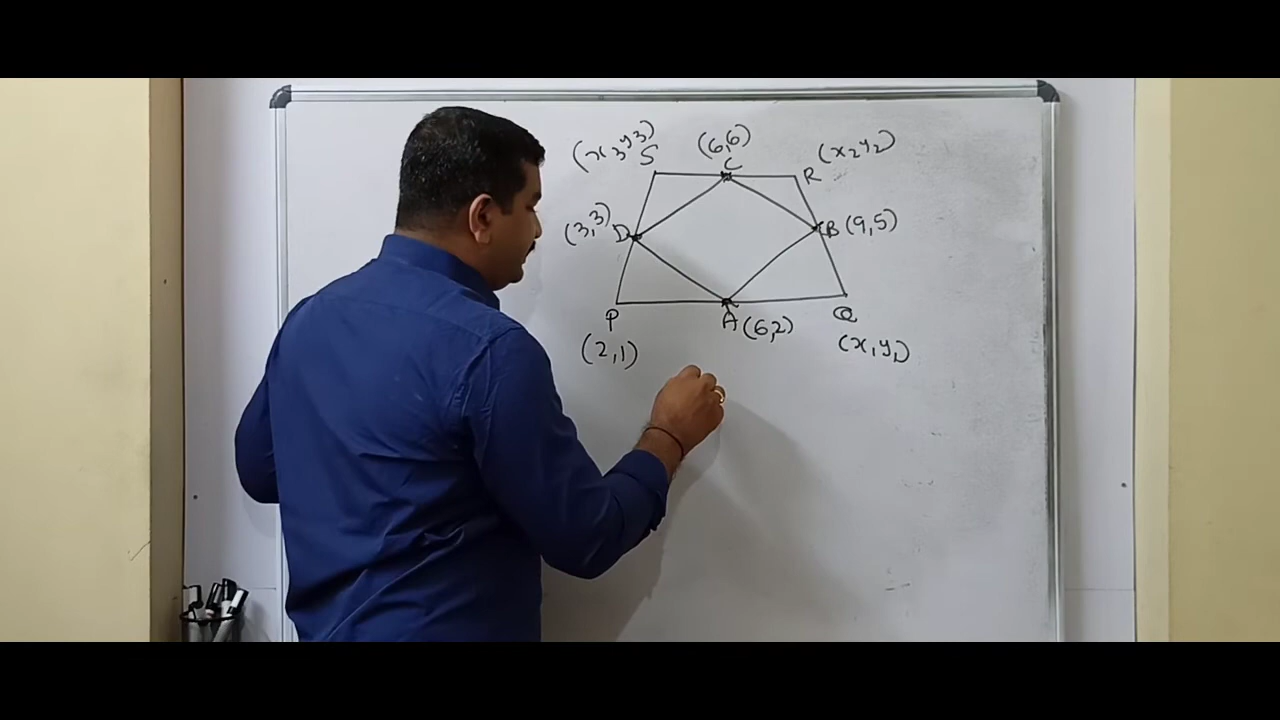 (x3 y3)
(6,6)
(x2 y2)
S
C
R
(3,3)
D
B (9,5)
P
A (6,2)
Q
(2,1)
(x1 y1)